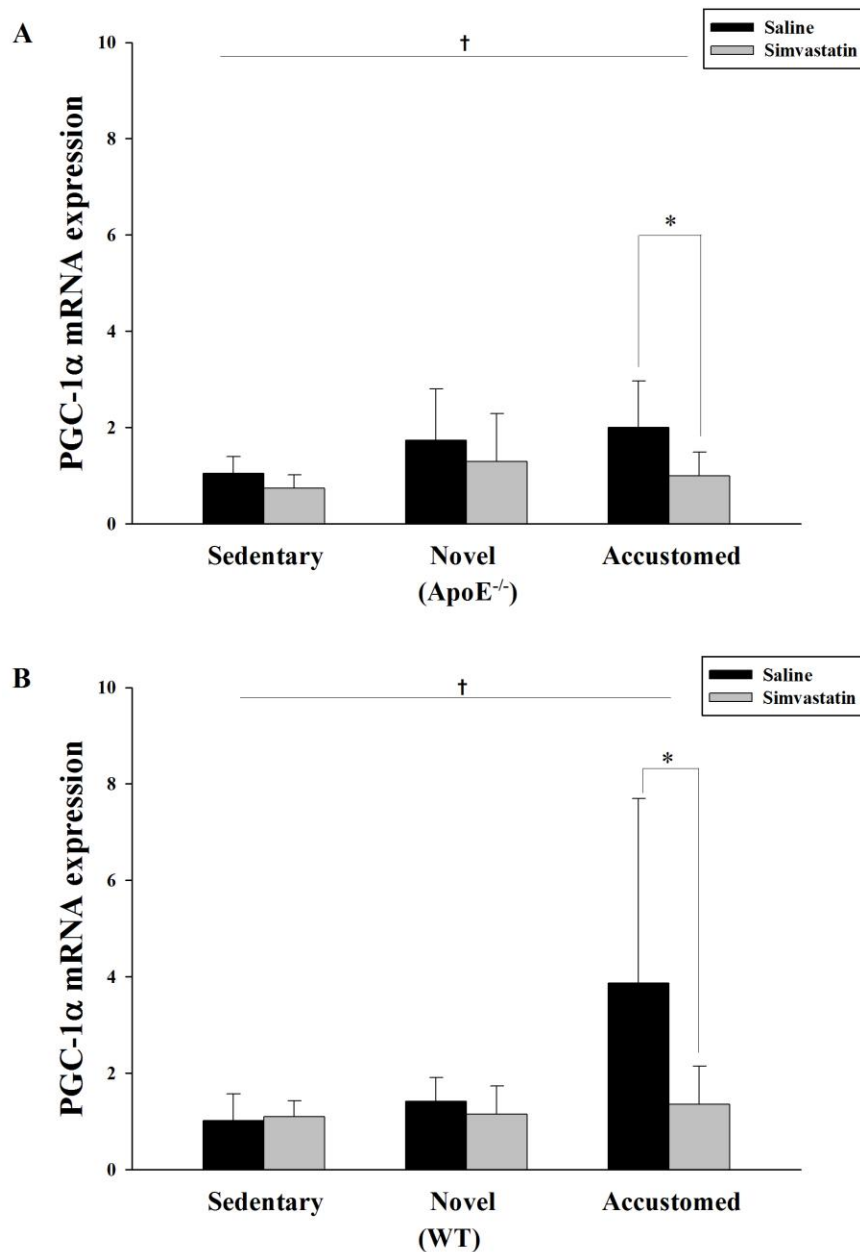 A
Saline
Simvastatin
†
*
PGC-1α mRNA expression
10
8
6
4
2
0
Sedentary Novel Accustomed
(ApoE-/-)
B
Saline
Simvastatin
†
*
PGC-1α mRNA expression
10
8
6
4
2
0
Sedentary Novel Accustomed
(WT)